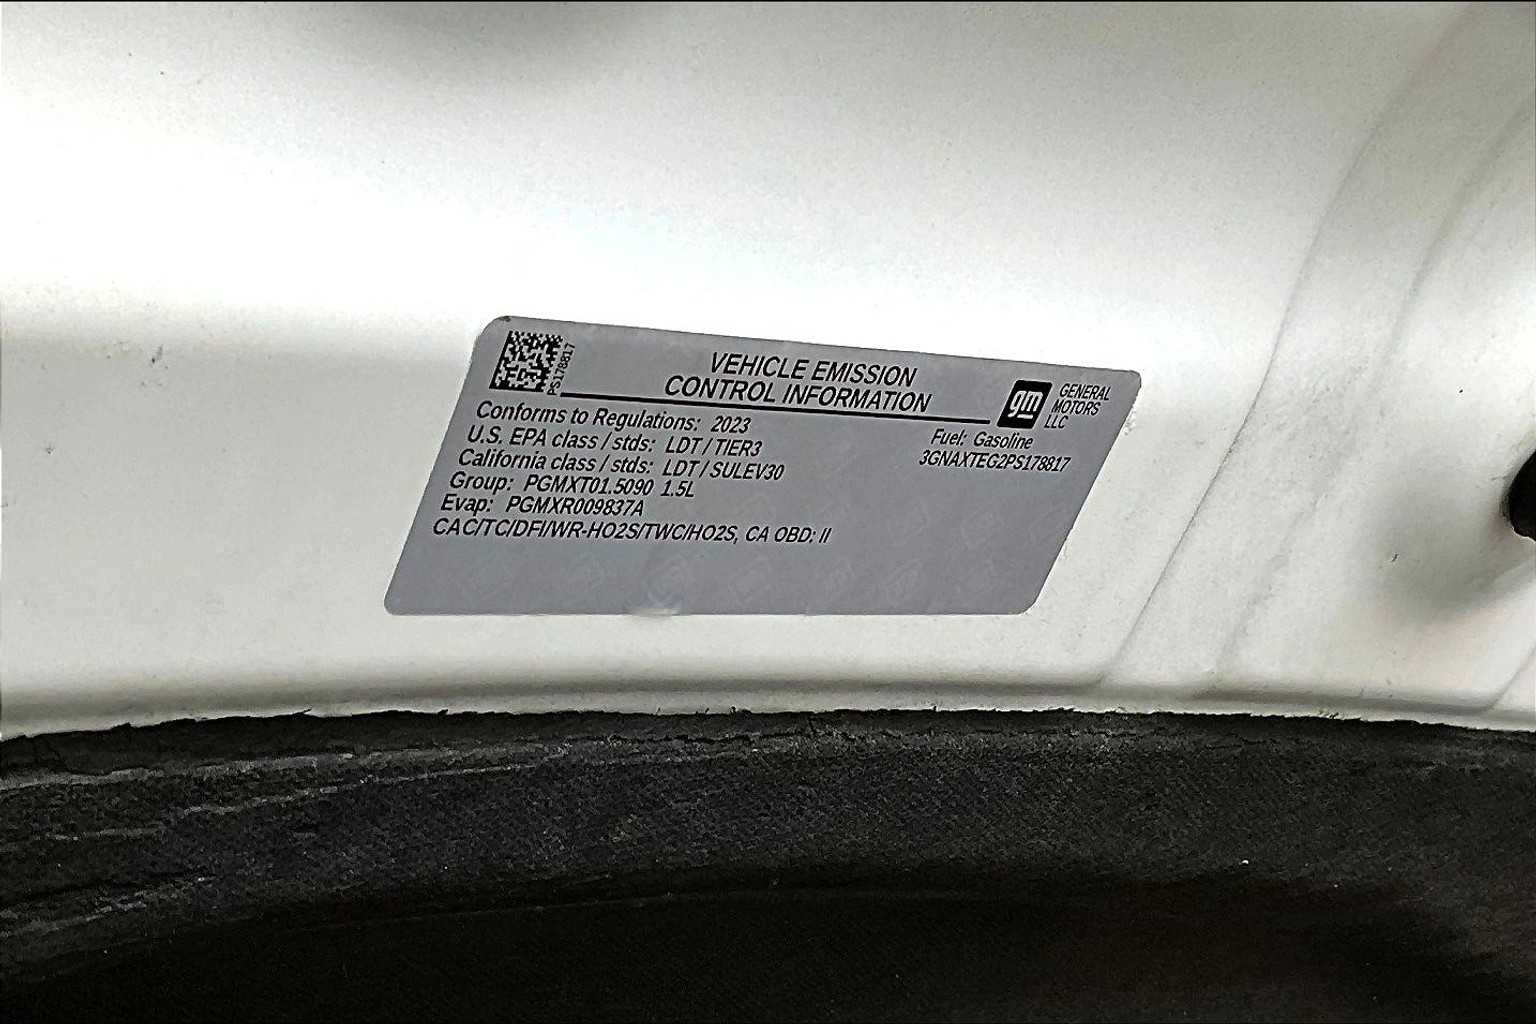 PS178817
VEHICLE EMISSION
CONTROL INFORMATION
gm
GENERAL
MOTORS
LLC
Conforms to Regulations: 2023
U.S. EPA class / stds: LDT / TIER3
California class / stds: LDT / SULEV30
Group: PGMXT01.5090 1.5L
Evap: PGMXR009837A
CAC/TC/DFI/WR-HO2S/TWC/HO2S, CA OBD: II
Fuel: Gasoline
3GNAXTEG2PS178817